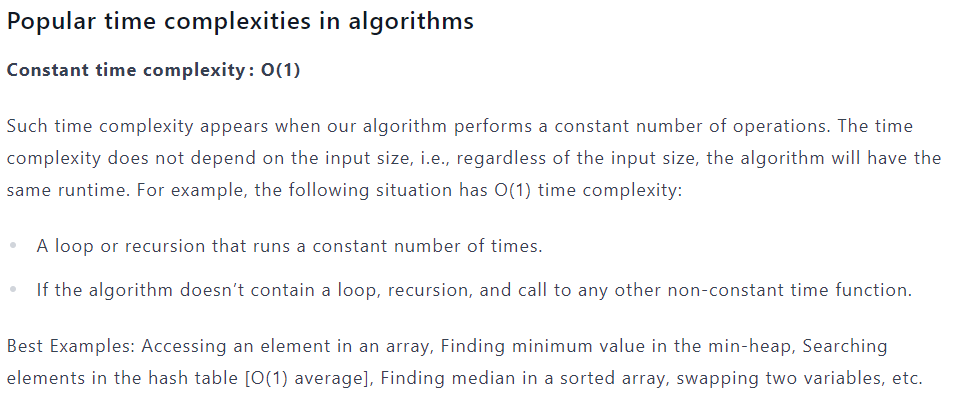 Popular time complexities in algorithms
Constant time complexity: O(1)
Such time complexity appears when our algorithm performs a constant number of operations. The time
complexity does not depend on the input size, i.e., regardless of the input size, the algorithm will have the
same runtime. For example, the following situation has O(1) time complexity:
• A loop or recursion that runs a constant number of times.
• If the algorithm doesn’t contain a loop, recursion, and call to any other non-constant time function.
Best Examples: Accessing an element in an array, Finding minimum value in the min-heap, Searching
elements in the hash table [O(1) average], Finding median in a sorted array, swapping two variables, etc.